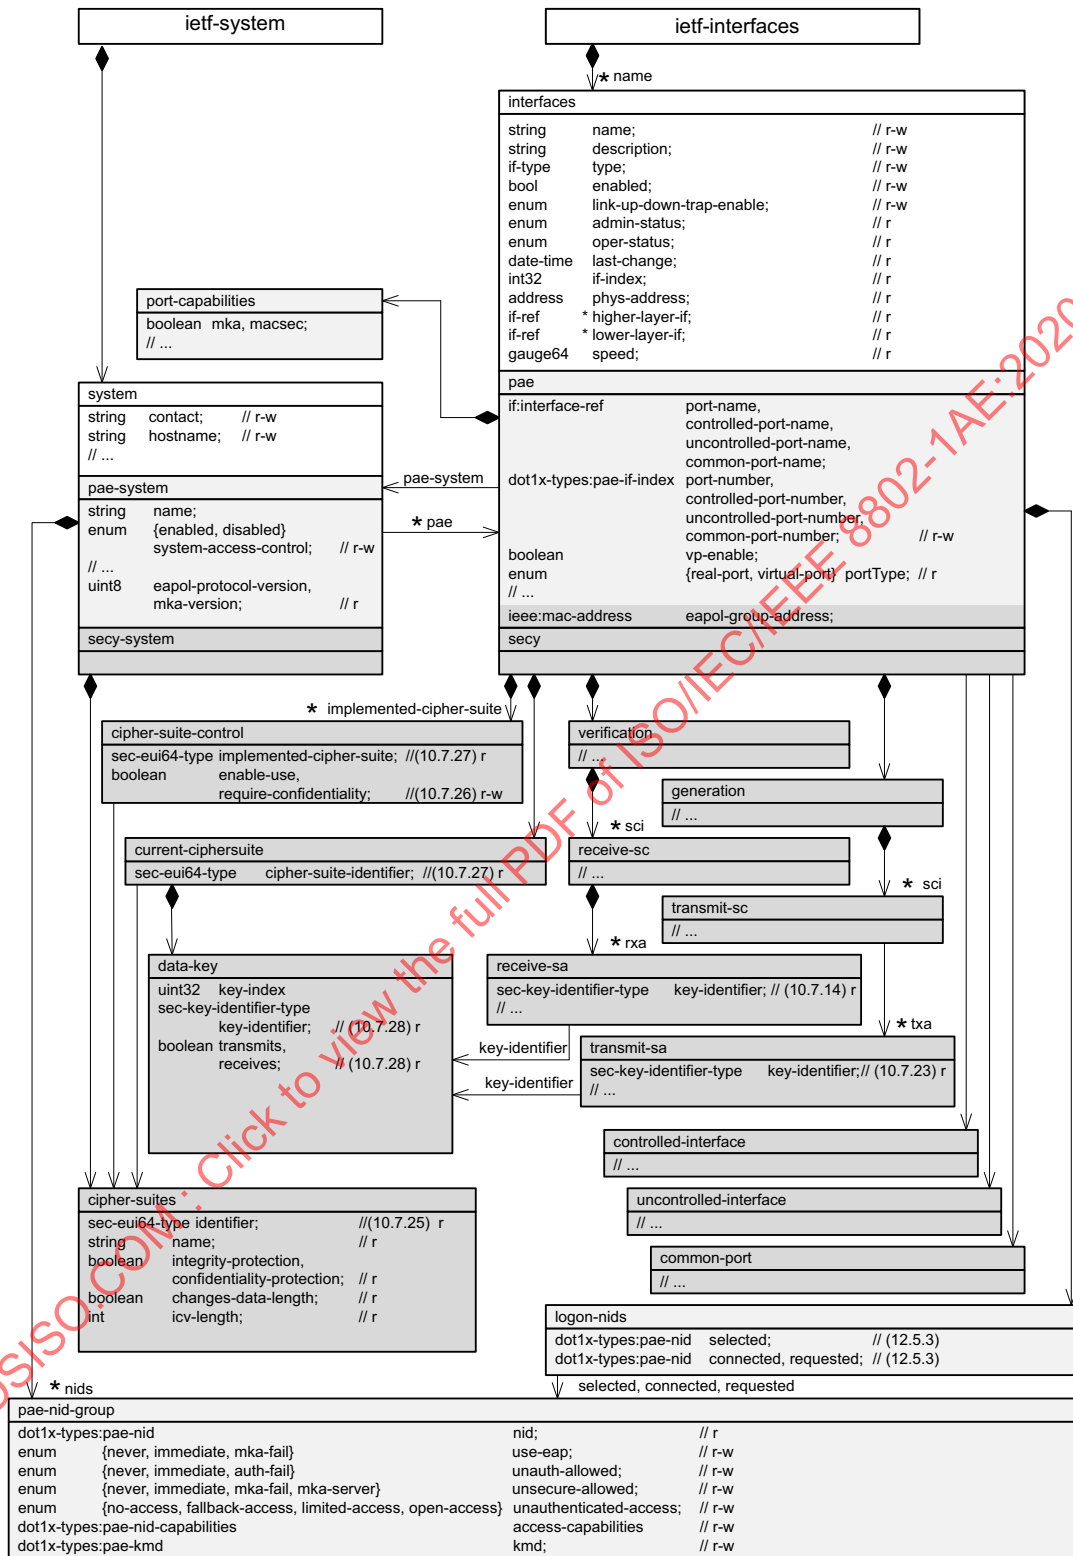 ietf-system
ietf-interfaces
* name
interfaces
string name; // r-w
string description; // r-w
if-type type; // r-w
bool enabled; // r-w
enum link-up-down-trap-enable; // r-w
enum admin-status; // r
enum oper-status; // r
date-time last-change; // r
int32 if-index; // r
address phys-address; // r
if-ref * higher-layer-if; // r
if-ref * lower-layer-if; // r
gauge64 speed; // r
port-capabilities
boolean mka, macsec;
// ...
pae
if:interface-ref port-name,
controlled-port-name,
uncontrolled-port-name,
common-port-name;
dot1x-types:pae-if-index port-number,
controlled-port-number,
uncontrolled-port-number,
common-port-number; // r-w
boolean vp-enable;
enum {real-port, virtual-port} portType; // r
// ...
ieee:mac-address eapol-group-address;
secy
system
string contact; // r-w
string hostname; // r-w
// ...
pae-system
string name;
enum {enabled, disabled}
system-access-control; // r-w
// ...
uint8 eapol-protocol-version,
mka-version; // r
secy-system
pae-system
* pae
* implemented-cipher-suite
cipher-suite-control
sec-eui64-type implemented-cipher-suite; //(10.7.27) r
boolean enable-use,
require-confidentiality; //(10.7.26) r-w
verification
// ...
generation
// ...
* sci
current-ciphersuite
sec-eui64-type cipher-suite-identifier; //(10.7.27) r
receive-sc
// ...
* sci
transmit-sc
// ...
* rxa
data-key
uint32 key-index
sec-key-identifier-type
key-identifier; // (10.7.28) r
boolean transmits,
receives; // (10.7.28) r
receive-sa
sec-key-identifier-type key-identifier; // (10.7.14) r
// ...
* txa
key-identifier
transmit-sa
sec-key-identifier-type key-identifier;// (10.7.23) r
// ...
key-identifier
controlled-interface
// ...
uncontrolled-interface
// ...
common-port
// ...
cipher-suites
sec-eui64-type identifier; //(10.7.25) r
string name; // r
boolean integrity-protection,
confidentiality-protection; // r
boolean changes-data-length; // r
int icv-length; // r
logon-nids
dot1x-types:pae-nid selected; // (12.5.3)
dot1x-types:pae-nid connected, requested; // (12.5.3)
* nids
selected, connected, requested
pae-nid-group
dot1x-types:pae-nid nid; // r
enum {never, immediate, mka-fail} use-eap; // r-w
enum {never, immediate, auth-fail} unauth-allowed; // r-w
enum {never, immediate, mka-fail, mka-server} unsecure-allowed; // r-w
enum {no-access, fallback-access, limited-access, open-access} unauthenticated-access; // r-w
dot1x-types:pae-nid-capabilities access-capabilities // r-w
dot1x-types:pae-kmd kmd; // r-w
SISO.COM : Click to view the full PDF of ISO/IEC/IEEE 8802-1AE:2020